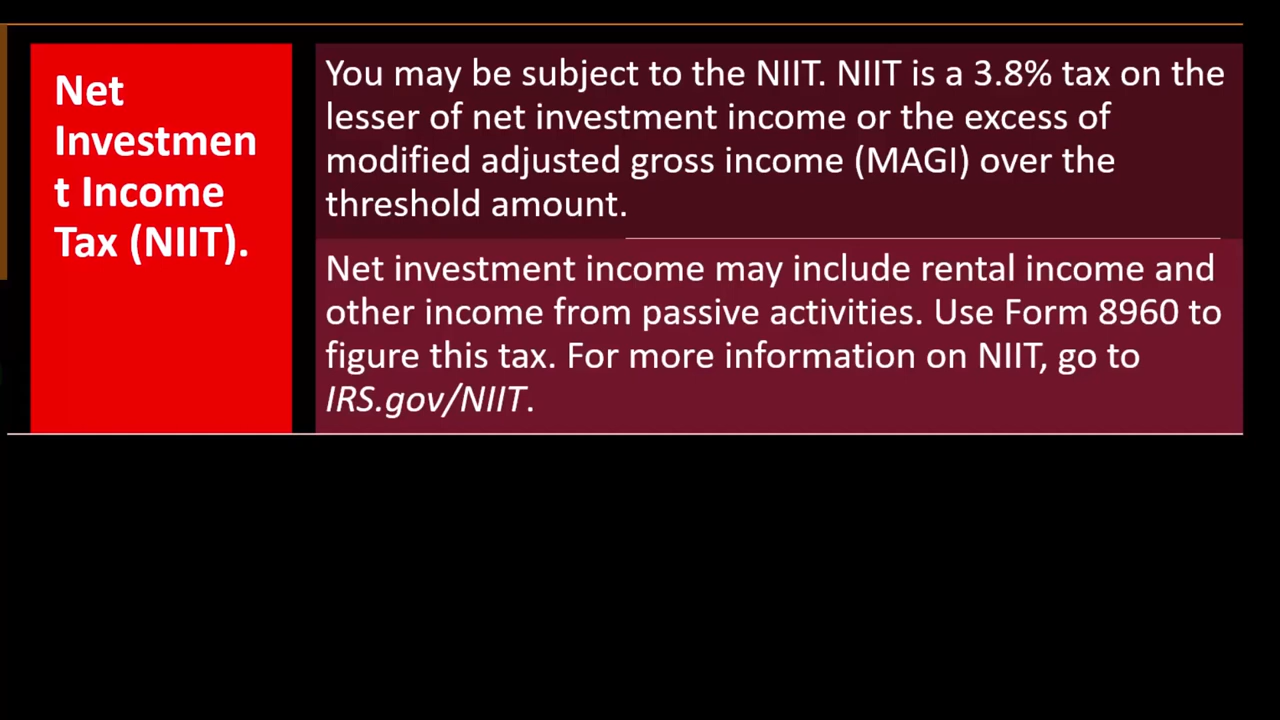 Net
Investmen
t Income
Tax (NIIT).
You may be subject to the NIIT. NIIT is a 3.8% tax on the
lesser of net investment income or the excess of
modified adjusted gross income (MAGI) over the
threshold amount.
Net investment income may include rental income and
other income from passive activities. Use Form 8960 to
figure this tax. For more information on NIIT, go to
IRS.gov/NIIT.